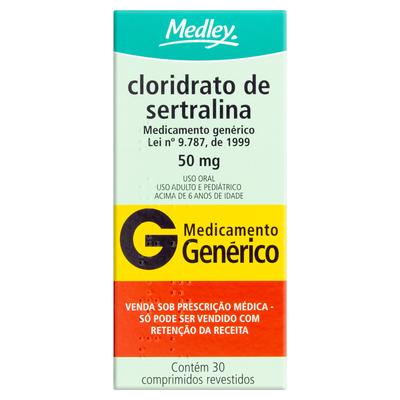 Medley.
cloridrato de
sertralina
Medicamento genérico
Lei nº 9.787, de 1999
50 mg
USO ORAL
USO ADULTO E PEDIÁTRICO
ACIMA DE 6 ANOS DE IDADE
G Medicamento
Genérico
VENDA SOB PRESCRIÇÃO MÉDICA -
SÓ PODE SER VENDIDO COM
RETENÇÃO DA RECEITA
Contém 30
comprimidos revestidos